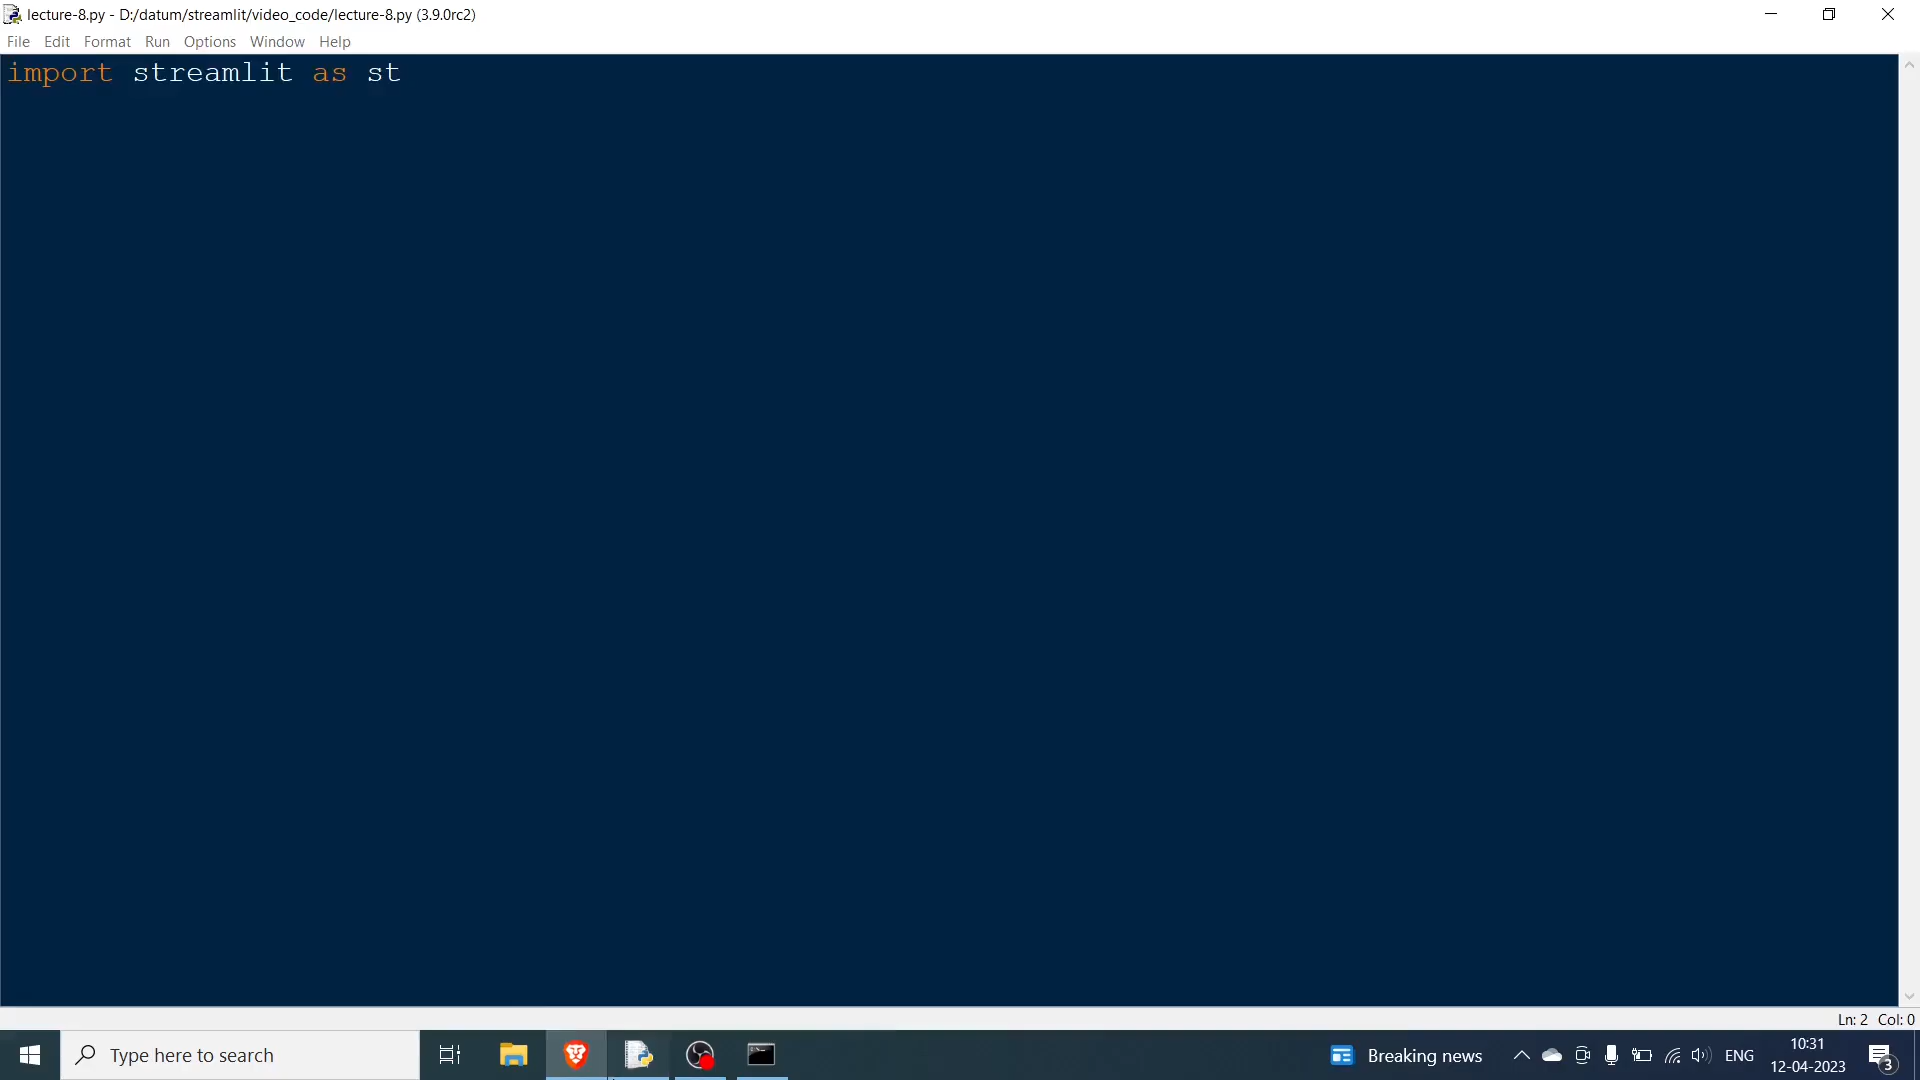 lecture-8.py - D:/datum/streamlit/video_code/lecture-8.py (3.9.0rc2)
File Edit Format Run Options Window Help
import streamlit as st
Ln: 2 Col: 0
Type here to search
Breaking news
ENG
10:31
12-04-2023
3